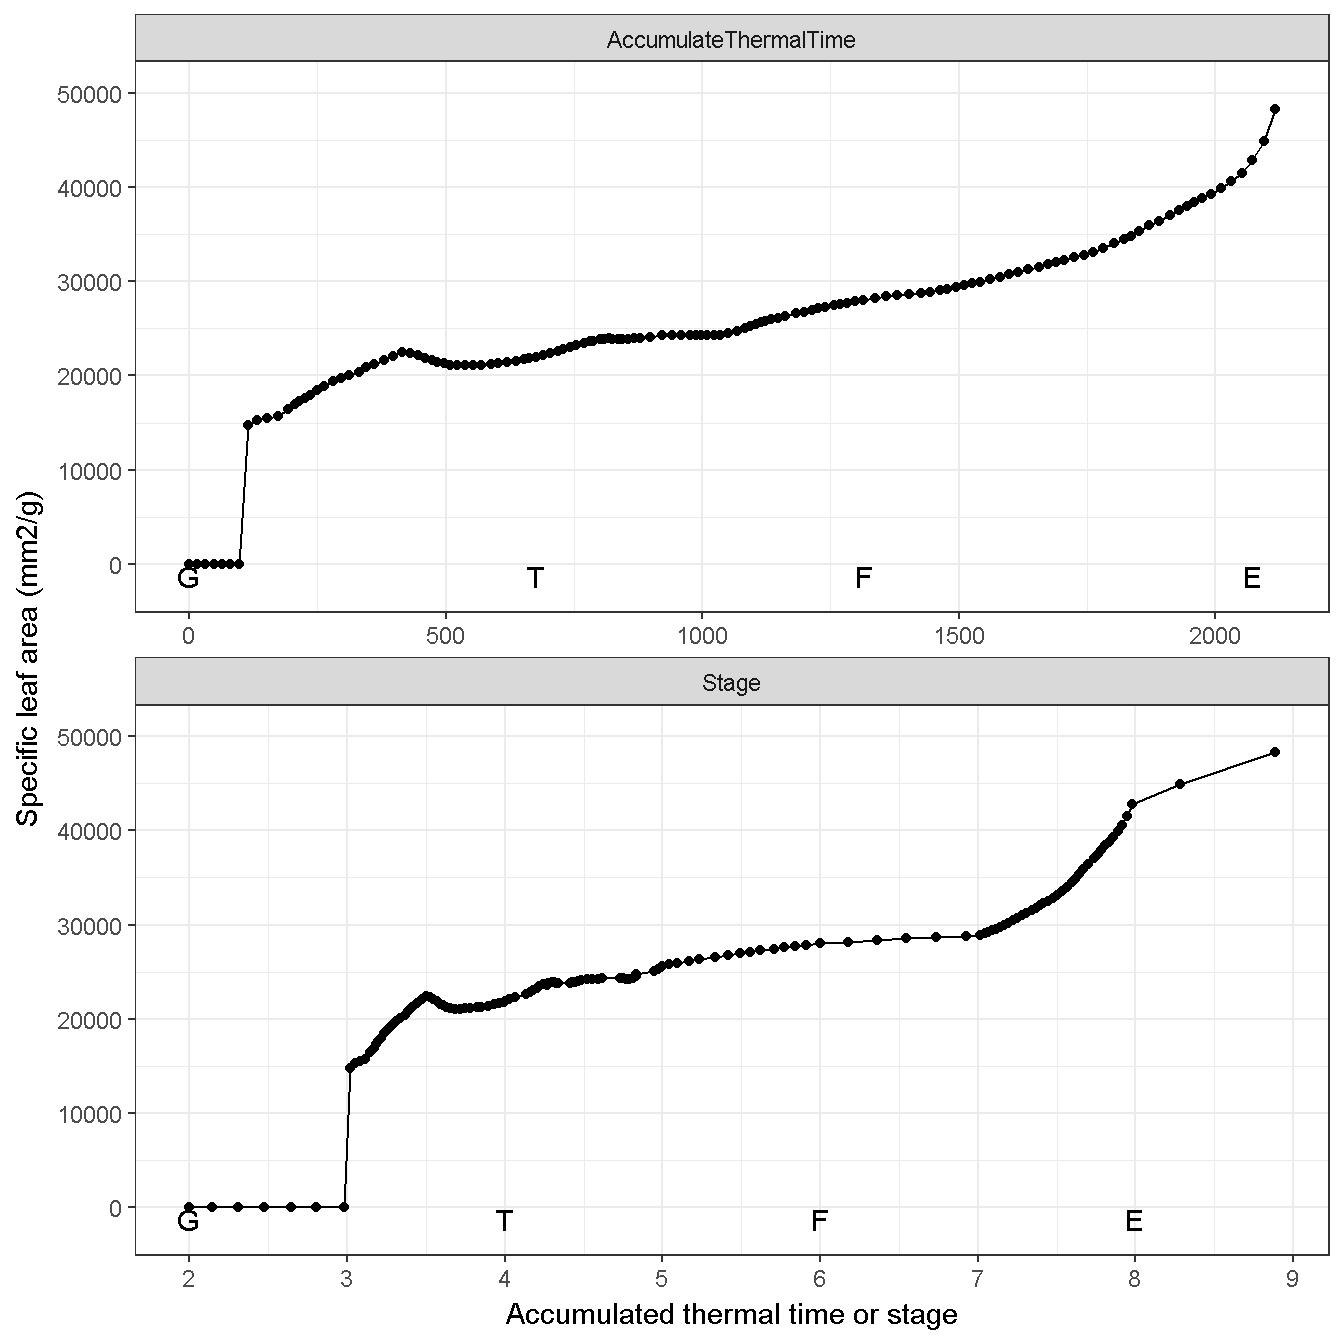 AccumulateThermalTime
50000
40000
30000
20000
10000
0
G T F E
0 500 1000 1500 2000
Specific leaf area (mm2/g)
Stage
50000
40000
30000
20000
10000
0
G T F E
2 3 4 5 6 7 8 9
Accumulated thermal time or stage